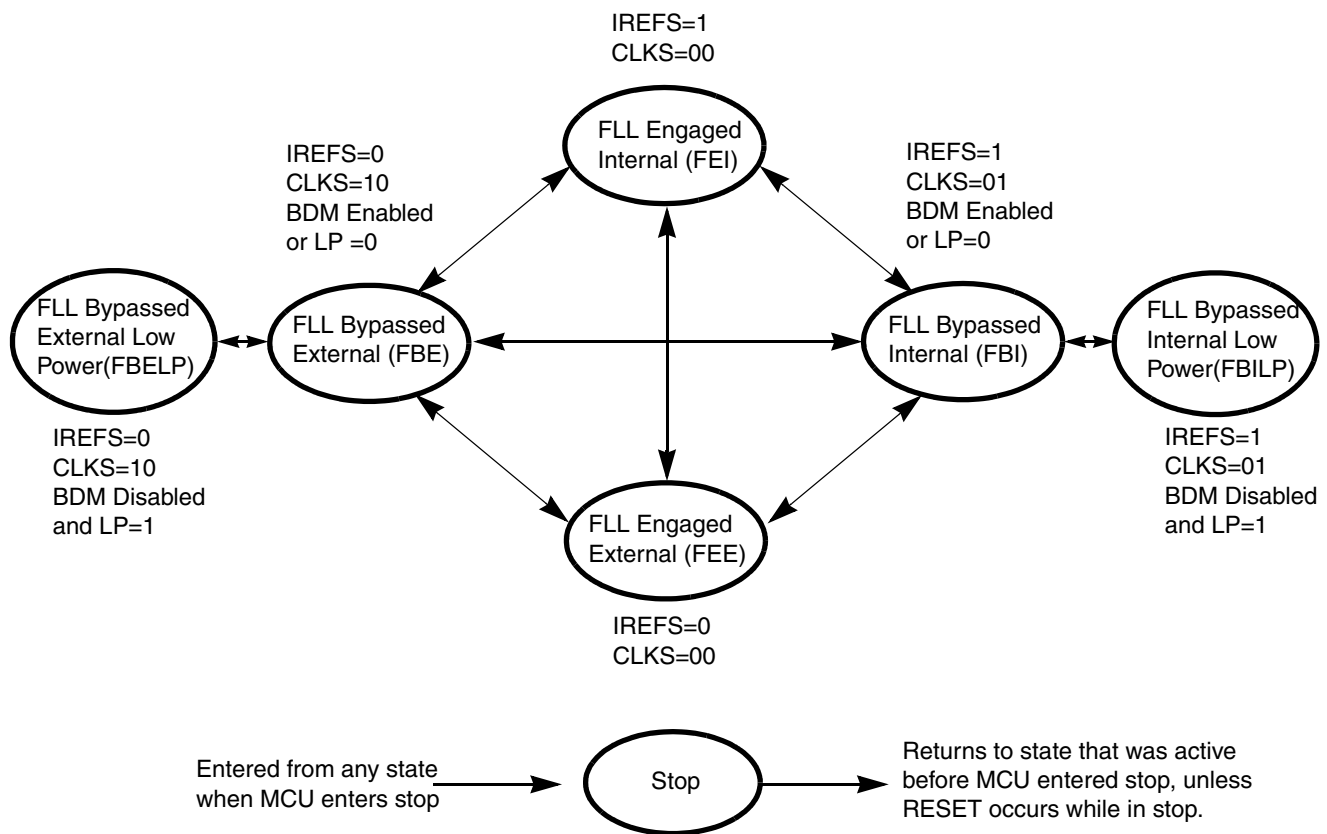 IREFS=1
CLKS=00
FLL Engaged
Internal (FEI)
IREFS=0
CLKS=10
BDM Enabled
or LP =0
IREFS=1
CLKS=01
BDM Enabled
or LP=0
FLL Bypassed
External Low
Power(FBELP)
FLL Bypassed
External (FBE)
FLL Bypassed
Internal (FBI)
FLL Bypassed
Internal Low
Power(FBILP)
IREFS=0
CLKS=10
BDM Disabled
and LP=1
IREFS=1
CLKS=01
BDM Disabled
and LP=1
FLL Engaged
External (FEE)
IREFS=0
CLKS=00
Entered from any state
when MCU enters stop
Stop
Returns to state that was active
before MCU entered stop, unless
RESET occurs while in stop.